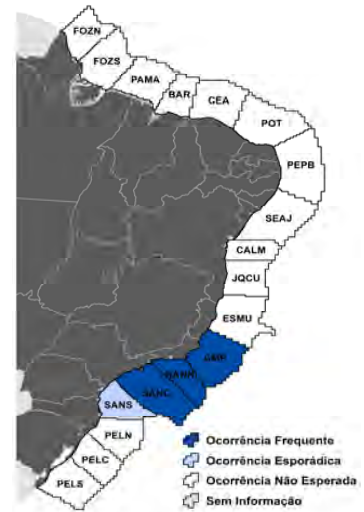 FOZN
FOZS
PAMA
BAR
CEA
POT
PEPB
SEAJ
CALM
JQCU
ESMU
SANC
SANS
PELN
PELC
PELS
Ocorrência Frequente
Ocorrência Esporádica
Ocorrência Não Esperada
Sem Informação